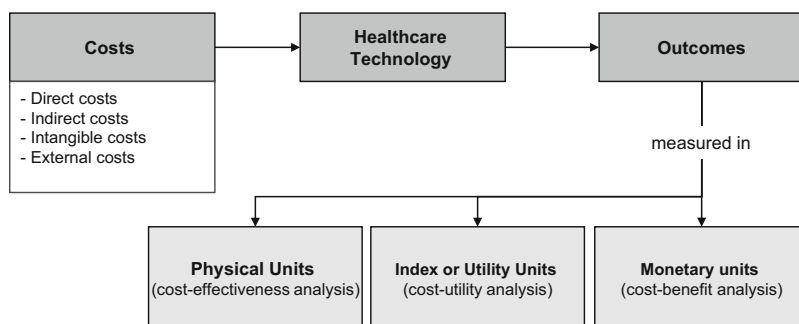 Costs
Healthcare
Technology
Outcomes
- Direct costs
- Indirect costs
- Intangible costs
- External costs
measured in
Physical Units
(cost-effectiveness analysis)
Index or Utility Units
(cost-utility analysis)
Monetary units
(cost-benefit analysis)